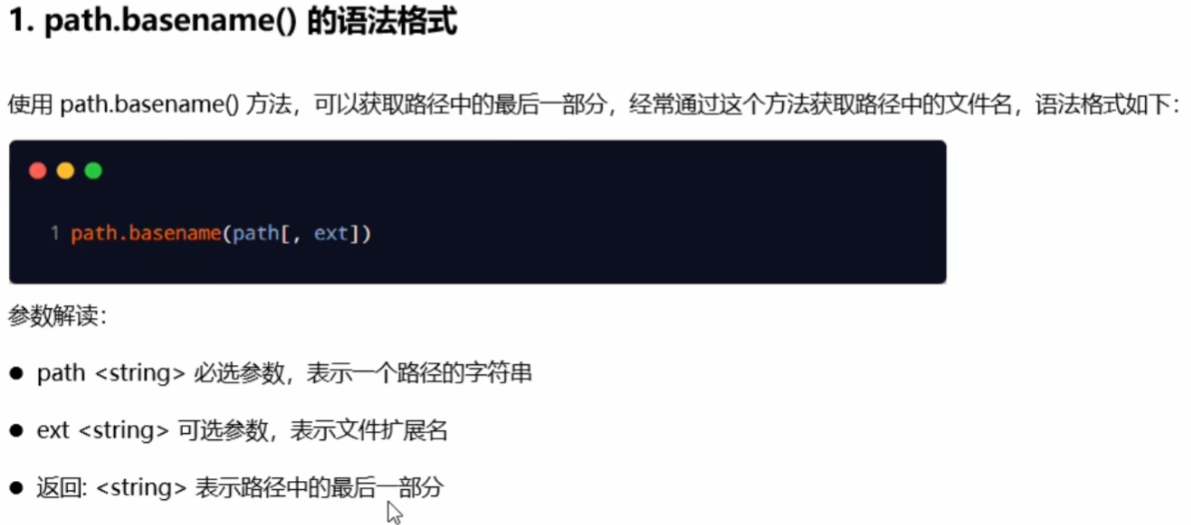 1. path.basename() 的语法格式
使用 path.basename() 方法，可以获取路径中的最后一部分，经常通过这个方法获取路径中的文件名，语法格式如下：
1 path.basename(path[, ext])
参数解读：
● path <string> 必选参数，表示一个路径的字符串
● ext <string> 可选参数，表示文件扩展名
● 返回: <string> 表示路径中的最后一部分